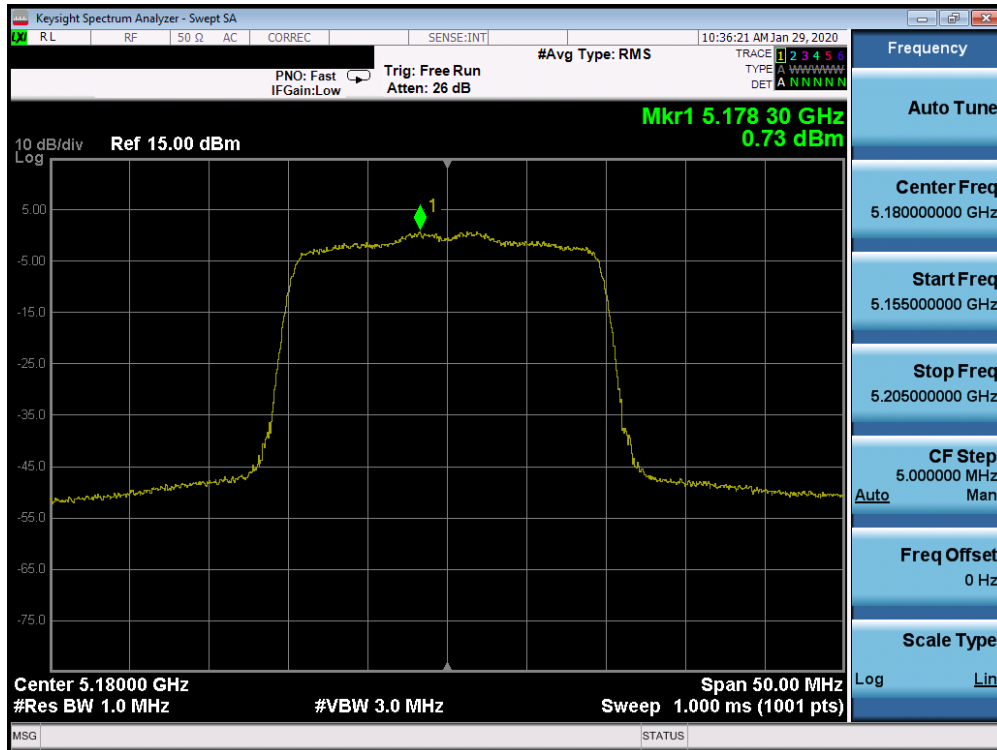 Keysight Spectrum Analyzer - Swept SA
LXI RL RF 50 Ω AC CORREC SENSE:INT 10:36:21 AM Jan 29, 2020
#Avg Type: RMS
TRACE 1 2 3 4 5 6
TYPE A WWWWW
DET A N N N N N
PNO: Fast
IFGain:Low
Trig: Free Run
Atten: 26 dB
Mkr1 5.178 30 GHz
0.73 dBm
10 dB/div Ref 15.00 dBm
Log
1
5.00
-5.00
-15.0
-25.0
-35.0
-45.0
-55.0
-65.0
-75.0
Center 5.18000 GHz Span 50.00 MHz
#Res BW 1.0 MHz #VBW 3.0 MHz Sweep 1.000 ms (1001 pts)
MSG STATUS
Frequency
Auto Tune
Center Freq
5.180000000 GHz
Start Freq
5.155000000 GHz
Stop Freq
5.205000000 GHz
CF Step
5.000000 MHz
Auto Man
Freq Offset
0 Hz
Scale Type
Log Lin